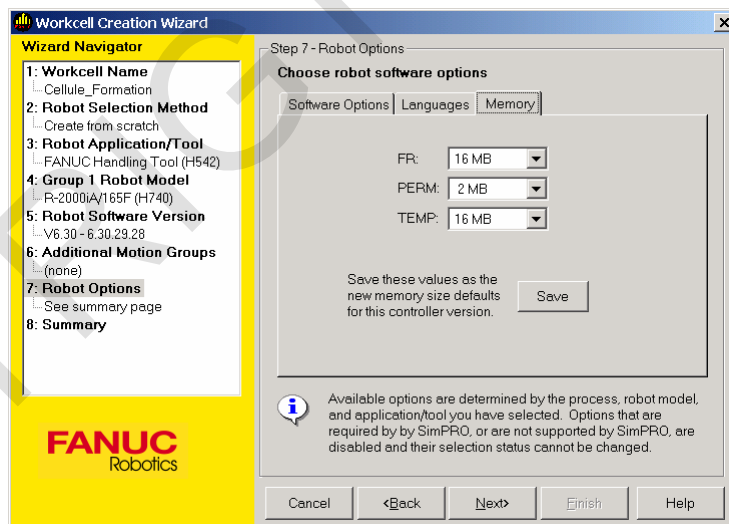 Workcell Creation Wizard
Wizard Navigator
1: Workcell Name
Cellule_Formation
2: Robot Selection Method
Create from scratch
3: Robot Application/Tool
FANUC Handling Tool (H542)
4: Group 1 Robot Model
R-2000iA/165F (H740)
5: Robot Software Version
V6.30 - 6.30.29.28
6: Additional Motion Groups
(none)
7: Robot Options
See summary page
8: Summary
FANUC
Robotics
Step 7 - Robot Options
Choose robot software options
Software Options Languages Memory
FR: 16 MB
PERM: 2 MB
TEMP: 16 MB
Save these values as the
new memory size defaults
for this controller version.
Save
Available options are determined by the process, robot model,
and application/tool you have selected. Options that are
required by by SimPRO, or are not supported by SimPRO, are
disabled and their selection status cannot be changed.
Cancel <Back Next> Finish Help